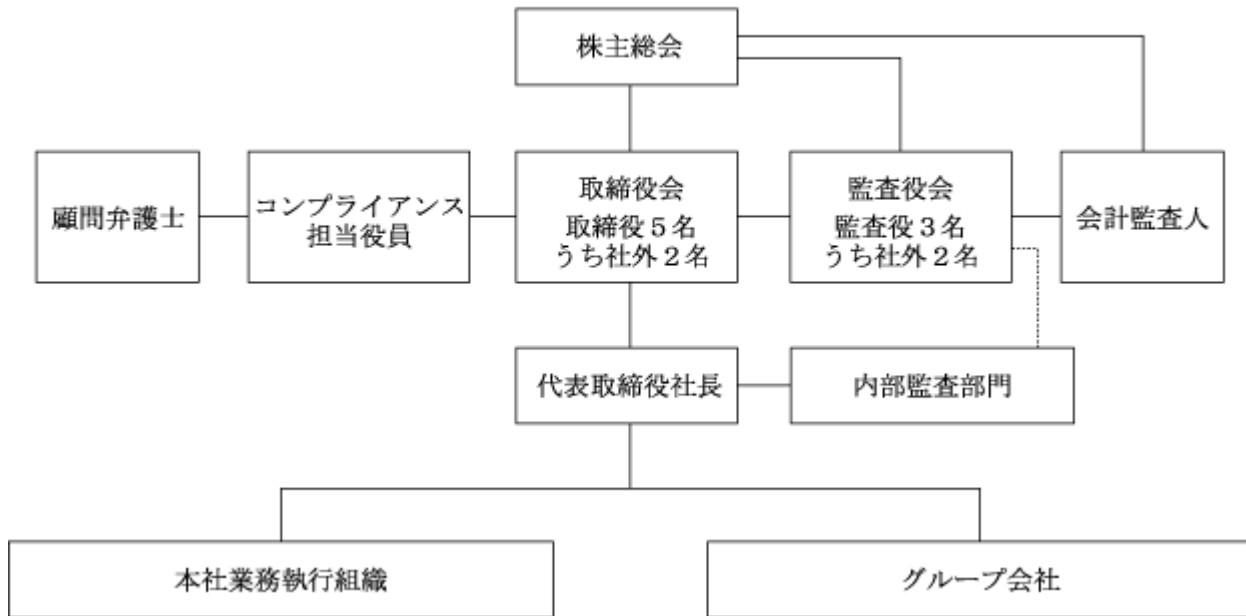 株主総会
顧問弁護士
コンプライアンス
担当役員
取締役会
取締役５名
うち社外２名
監査役会
監査役３名
うち社外２名
会計監査人
代表取締役社長
内部監査部門
本社業務執行組織
グループ会社